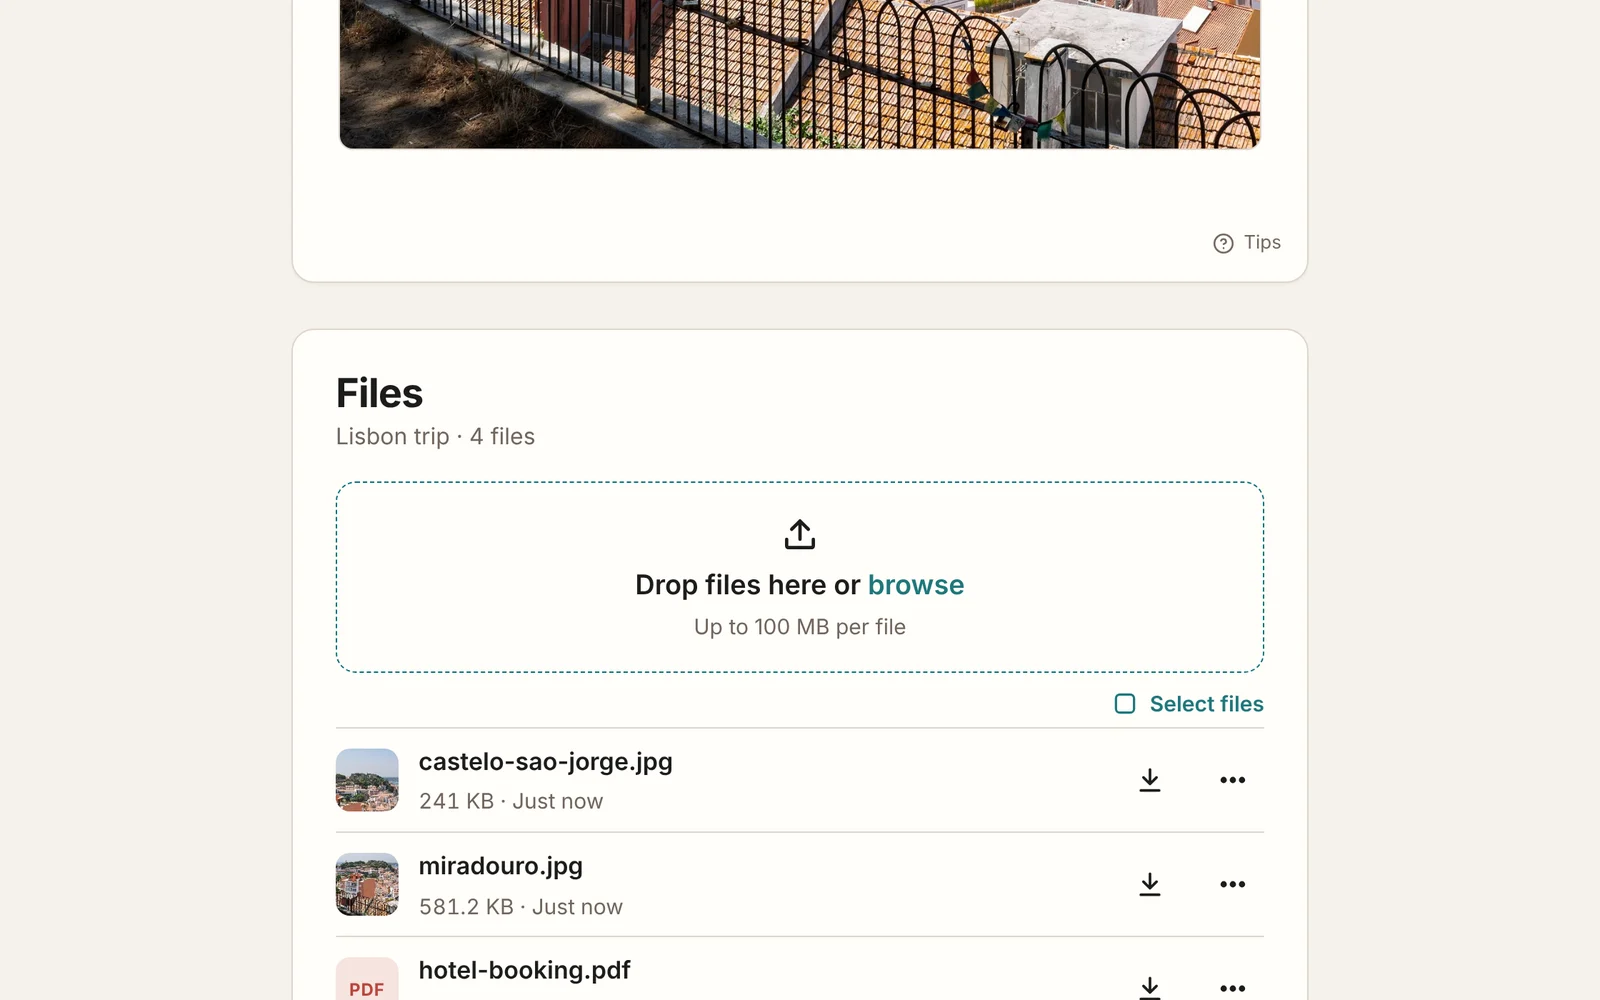 Tips
Files
Lisbon trip · 4 files
Drop files here or browse
Up to 100 MB per file
Select files
castelo-sao-jorge.jpg
241 KB · Just now
miradouro.jpg
581.2 KB · Just now
hotel-booking.pdf
PDF